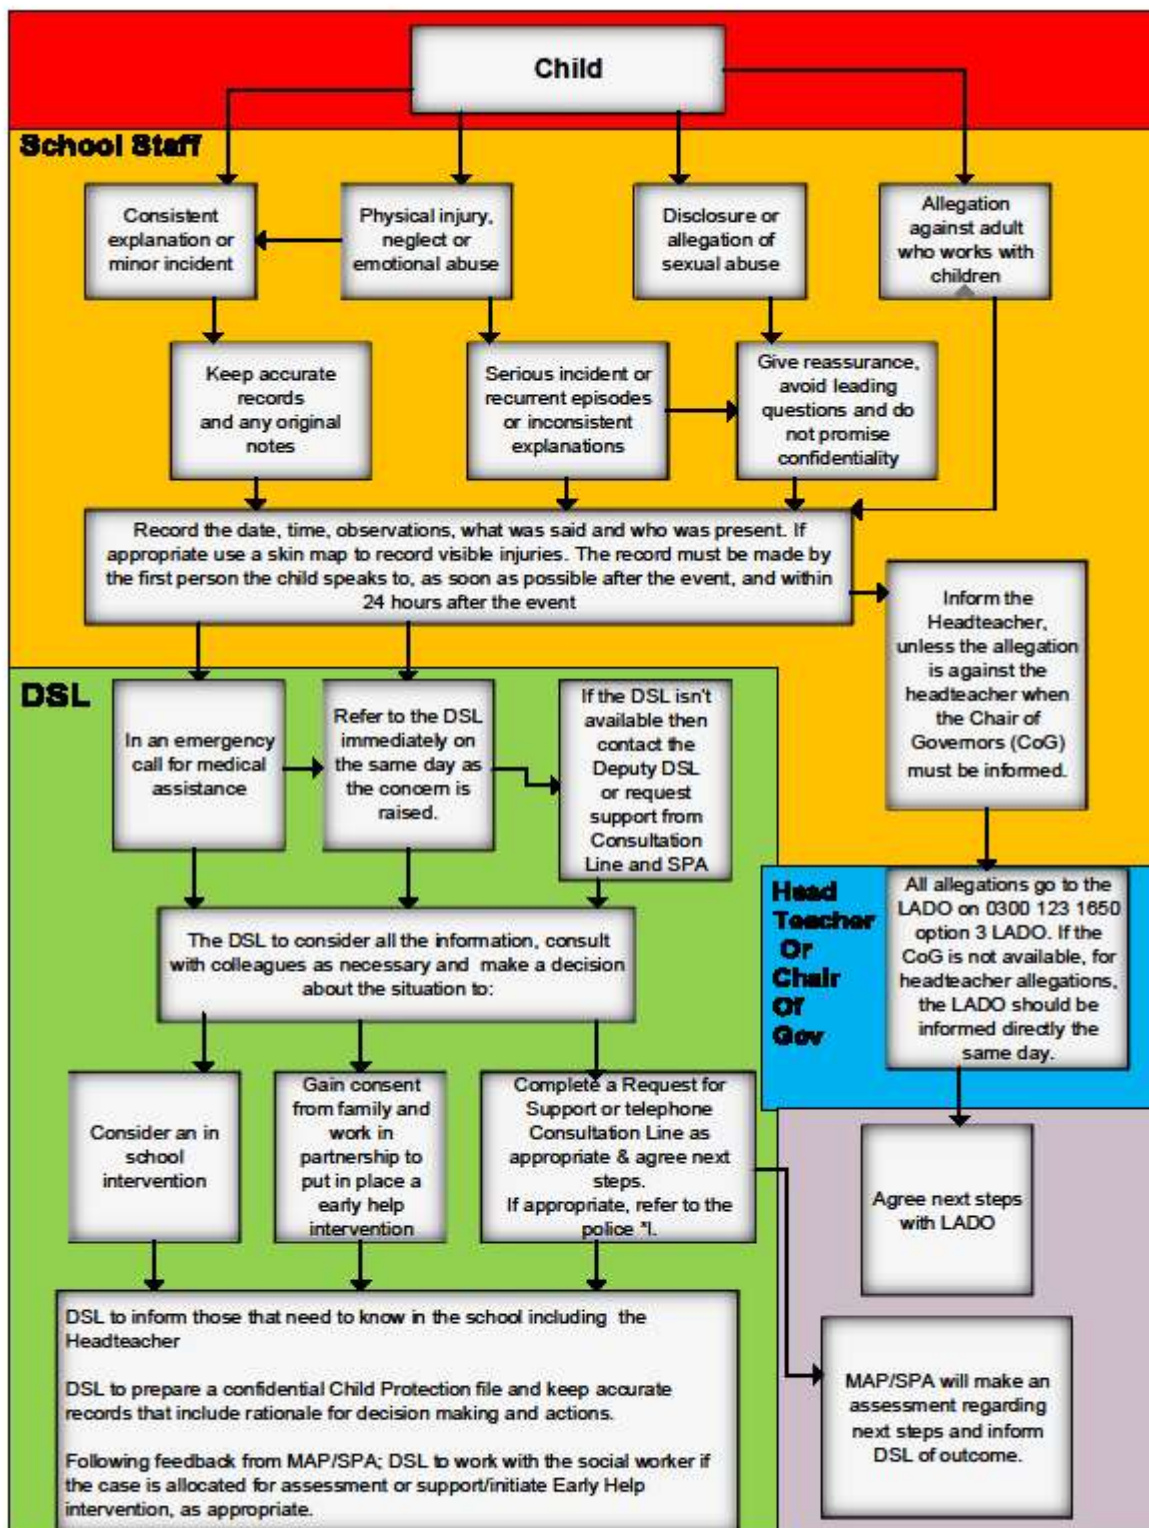 Child
School Staff
Consistent
explanation or
minor incident
Physical injury,
neglect or
emotional abuse
Disclosure or
allegation of
sexual abuse
Allegation
against adult
who works with
children
Keep accurate
records
and any original
notes
Serious incident or
recurrent episodes
or inconsistent
explanations
Give reassurance,
avoid leading
questions and do
not promise
confidentiality
Record the date, time, observations, what was said and who was present. If
appropriate use a skin map to record visible injuries. The record must be made by
the first person the child speaks to, as soon as possible after the event, and within
24 hours after the event
Inform the
Headteacher,
unless the allegation
is against the
headteacher when
the Chair of
Governors (CoG)
must be informed.
DSL
In an emergency
call for medical
assistance
Refer to the DSL
immediately on
the same day as
the concern is
raised.
If the DSL isn't
available then
contact the
Deputy DSL
or request
support from
Consultation
Line and SPA
Head
Teacher
Or
Chair
Of
Gov
All allegations go to the
LADO on 0300 123 1650
option 3 LADO. If the
CoG is not available, for
headteacher allegations,
the LADO should be
informed directly the
same day.
The DSL to consider all the information, consult
with colleagues as necessary and make a decision
about the situation to:
Consider an in
school
intervention
Gain consent
from family and
work in
partnership to
put in place a
early help
intervention
Complete a Request for
Support or telephone
Consultation Line as
appropriate & agree next
steps.
If appropriate, refer to the
police *I.
Agree next steps
with LADO
DSL to inform those that need to know in the school including the
Headteacher
DSL to prepare a confidential Child Protection file and keep accurate
records that include rationale for decision making and actions.
Following feedback from MAP/SPA; DSL to work with the social worker if
the case is allocated for assessment or support/initiate Early Help
intervention, as appropriate.
MAP/SPA will make an
assessment regarding
next steps and inform
DSL of outcome.